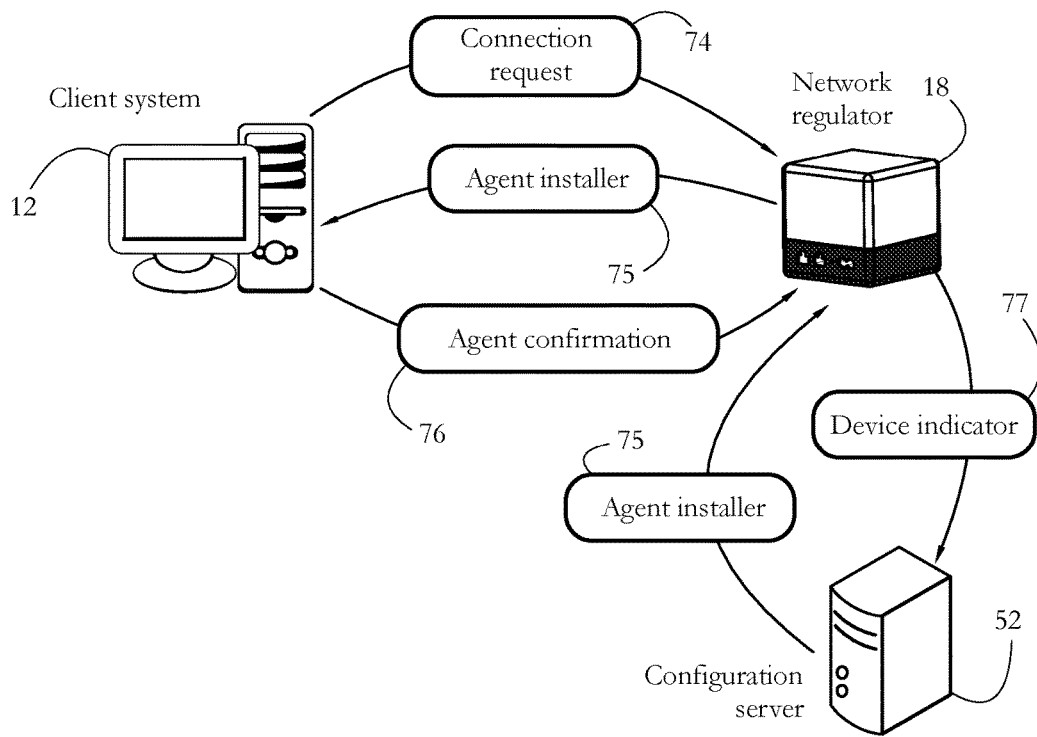 Connection
request
74
Client system
Network
regulator
18
12
Agent installer
75
77
Agent confirmation
76
Device indicator
75
Agent installer
52
Configuration
server